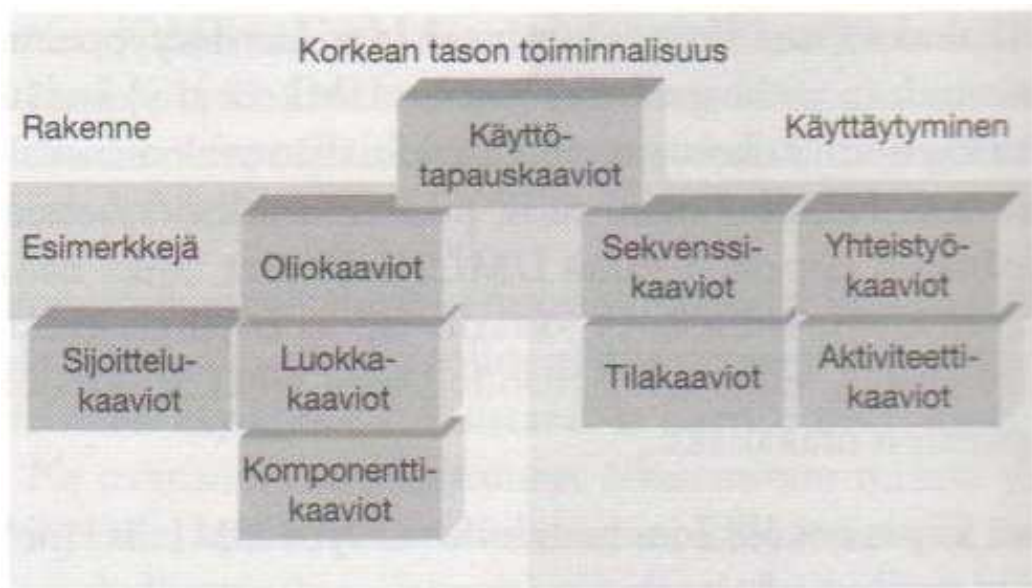 Korkean tason toiminnalisuus
Rakenne
Käyttö-
tapauskaaviot
Käyttäytyminen
Esimerkkejä
Oliokaaviot
Sekvenssi-
kaaviot
Yhteistyö-
kaaviot
Sijoittelu-
kaaviot
Luokka-
kaaviot
Tilakaaviot
Aktiviteetti-
kaaviot
Komponentti-
kaaviot